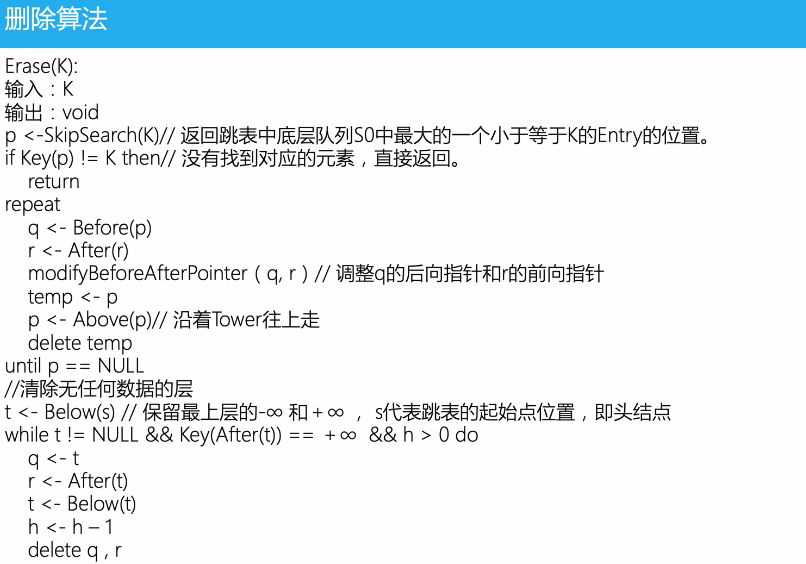 删除算法
Erase(K):
输入：K
输出：void
p <-SkipSearch(K)// 返回跳表中底层队列S0中最大的一个小于等于K的Entry的位置。
if Key(p) != K then// 没有找到对应的元素，直接返回。
return
repeat
q <- Before(p)
r <- After(r)
modifyBeforeAfterPointer（q, r）// 调整q的后向指针和r的前向指针
temp <- p
p <- Above(p)// 沿着Tower往上走
delete temp
until p == NULL
//清除无任何数据的层
t <- Below(s) // 保留最上层的-∞ 和＋∞ ， s代表跳表的起始点位置，即头结点
while t != NULL && Key(After(t)) == ＋∞ && h > 0 do
q <- t
r <- After(t)
t <- Below(t)
h <- h – 1
delete q , r